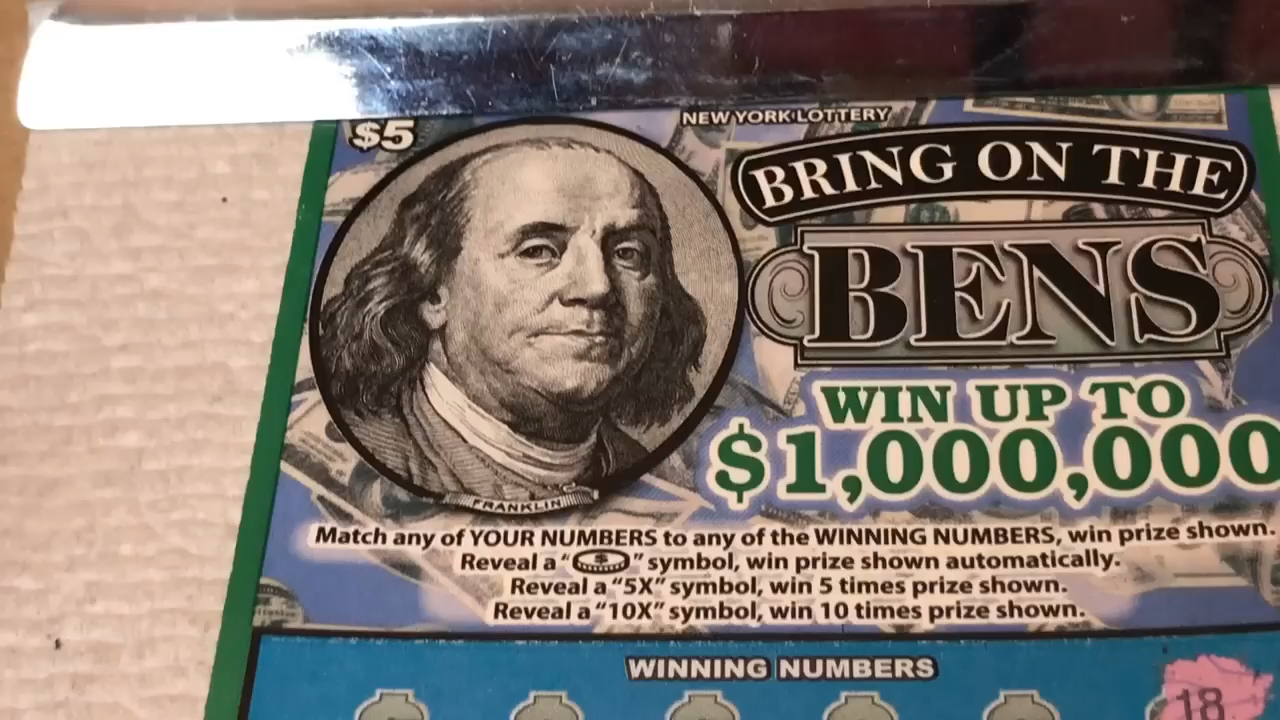 NEW YORK LOTTERY
$5
BRING ON THE
BENS
WIN UP TO
$1,000,000
FRANKLIN
Match any of YOUR NUMBERS to any of the WINNING NUMBERS, win prize shown.
Reveal a “$” symbol, win prize shown automatically.
Reveal a “5X” symbol, win 5 times prize shown.
Reveal a “10X” symbol, win 10 times prize shown.
WINNING NUMBERS
18